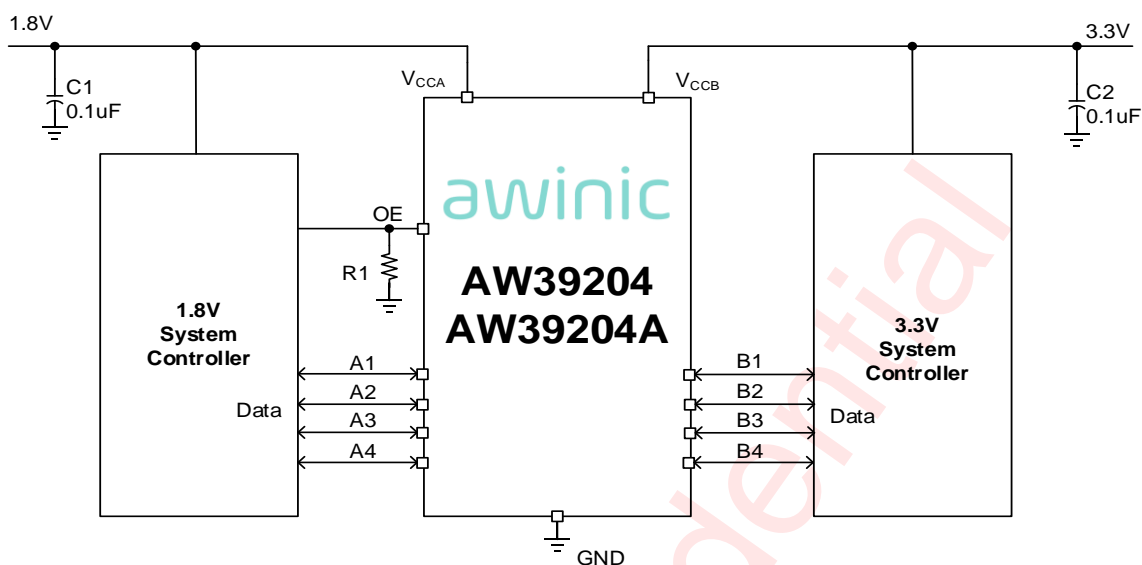 1.8V
3.3V
VCCA
VCCB
C1
0.1uF
C2
0.1uF
awinic
OE
R1
AW39204
AW39204A
1.8V
System
Controller
3.3V
System
Controller
A1
A2
A3
A4
Data
B1
B2
B3
B4
Data
GND
dential